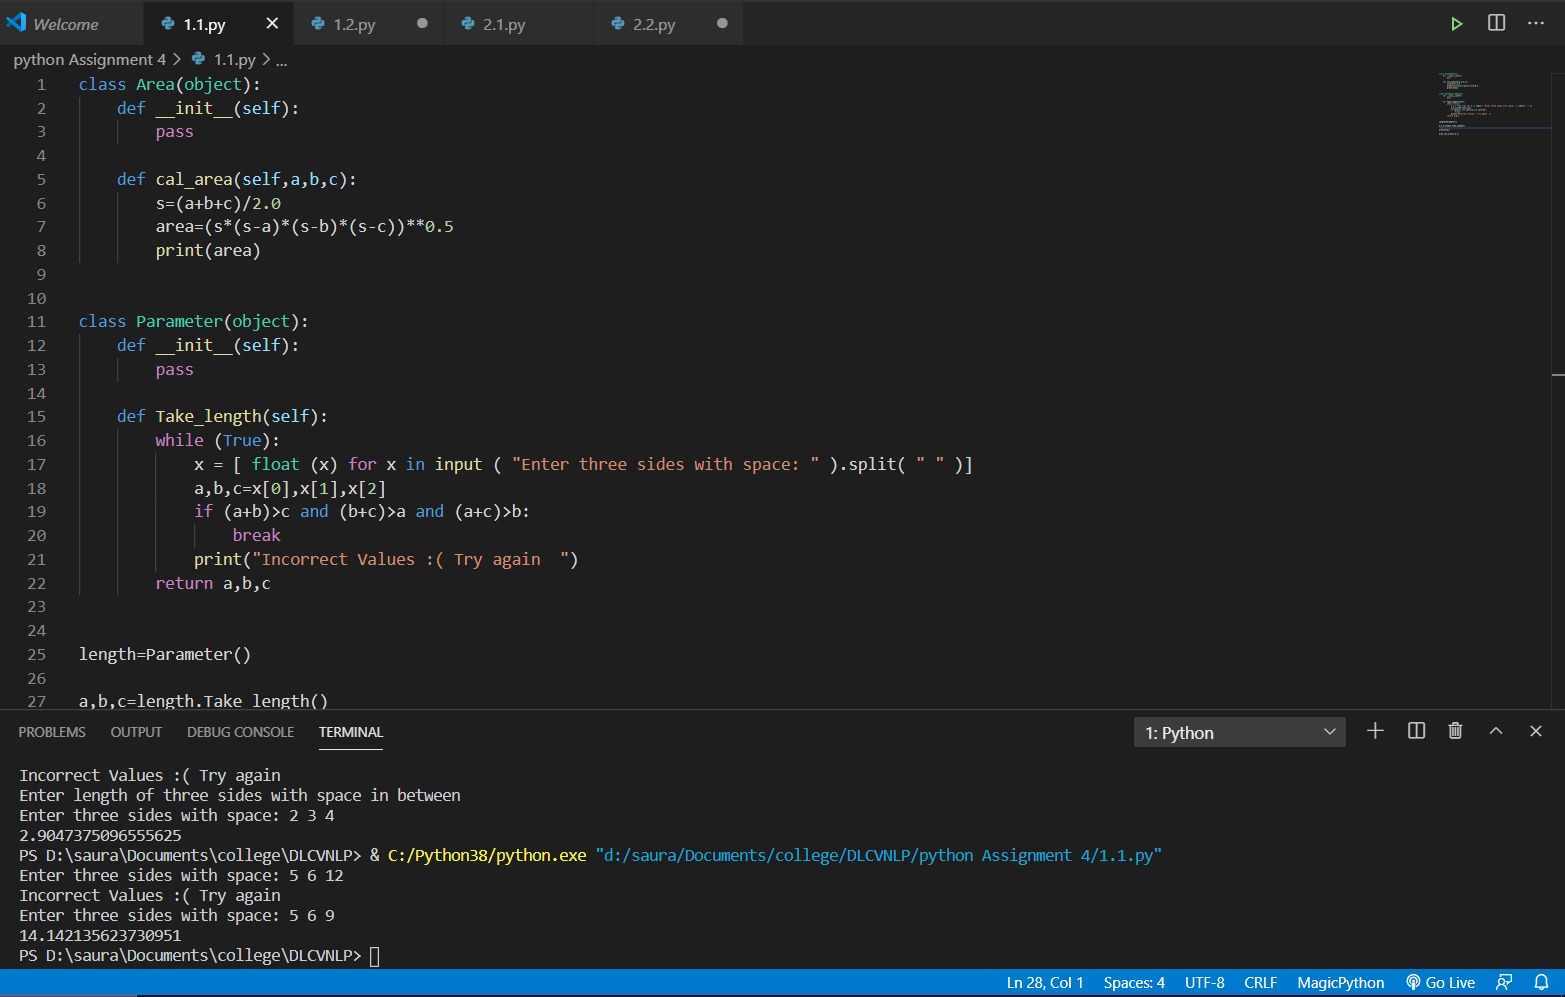 Welcome 1.1.py 1.2.py 2.1.py 2.2.py
python Assignment 4 > 1.1.py > ...
1 class Area(object):
2     def __init__(self):
3         pass
4
5     def cal_area(self,a,b,c):
6         s=(a+b+c)/2.0
7         area=(s*(s-a)*(s-b)*(s-c))**0.5
8         print(area)
9
10
11 class Parameter(object):
12     def __init__(self):
13         pass
14
15     def Take_length(self):
16         while (True):
17             x = [ float (x) for x in input ( "Enter three sides with space: " ).split( " " )]
18             a,b,c=x[0],x[1],x[2]
19             if (a+b)>c and (b+c)>a and (a+c)>b:
20                 break
21             print("Incorrect Values :( Try again  ")
22         return a,b,c
23
24
25 length=Parameter()
26
27 a,b,c=length.Take_length()
PROBLEMS OUTPUT DEBUG CONSOLE TERMINAL 1: Python
Incorrect Values :( Try again
Enter length of three sides with space in between
Enter three sides with space: 2 3 4
2.9047375096555625
PS D:\saura\Documents\college\DLCVNLP> & C:/Python38/python.exe "d:/saura/Documents/college/DLCVNLP/python Assignment 4/1.1.py"
Enter three sides with space: 5 6 12
Incorrect Values :( Try again
Enter three sides with space: 5 6 9
14.142135623730951
PS D:\saura\Documents\college\DLCVNLP>
Ln 28, Col 1 Spaces: 4 UTF-8 CRLF MagicPython Go Live